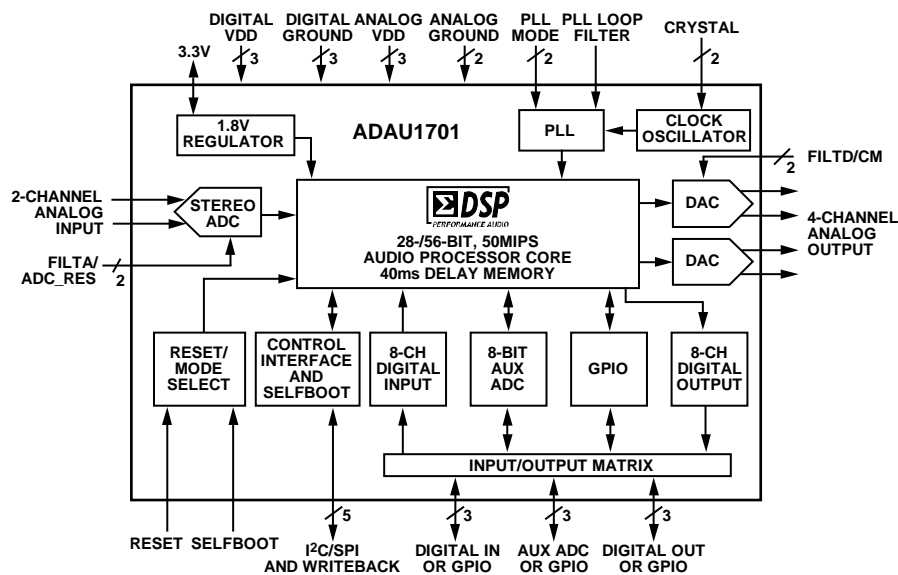 DIGITAL VDD
DIGITAL GROUND
ANALOG VDD
ANALOG GROUND
PLL MODE
PLL LOOP FILTER
CRYSTAL
3.3V
3
3
3
2
2
2
1.8V
REGULATOR
ADAU1701
PLL
CLOCK
OSCILLATOR
2-CHANNEL
ANALOG
INPUT
STEREO
ADC
FILTA/
ADC_RES
2
ΣDSP
PERFORMANCE AUDIO
28-/56-BIT, 50MIPS
AUDIO PROCESSOR CORE
40ms DELAY MEMORY
DAC
2
FILTD/CM
4-CHANNEL
ANALOG
OUTPUT
DAC
RESET/
MODE
SELECT
CONTROL
INTERFACE
AND
SELFBOOT
8-CH
DIGITAL
INPUT
8-BIT
AUX
ADC
GPIO
8-CH
DIGITAL
OUTPUT
INPUT/OUTPUT MATRIX
RESET
SELFBOOT
5
I²C/SPI
AND WRITEBACK
3
DIGITAL IN
OR GPIO
3
AUX ADC
OR GPIO
3
DIGITAL OUT
OR GPIO